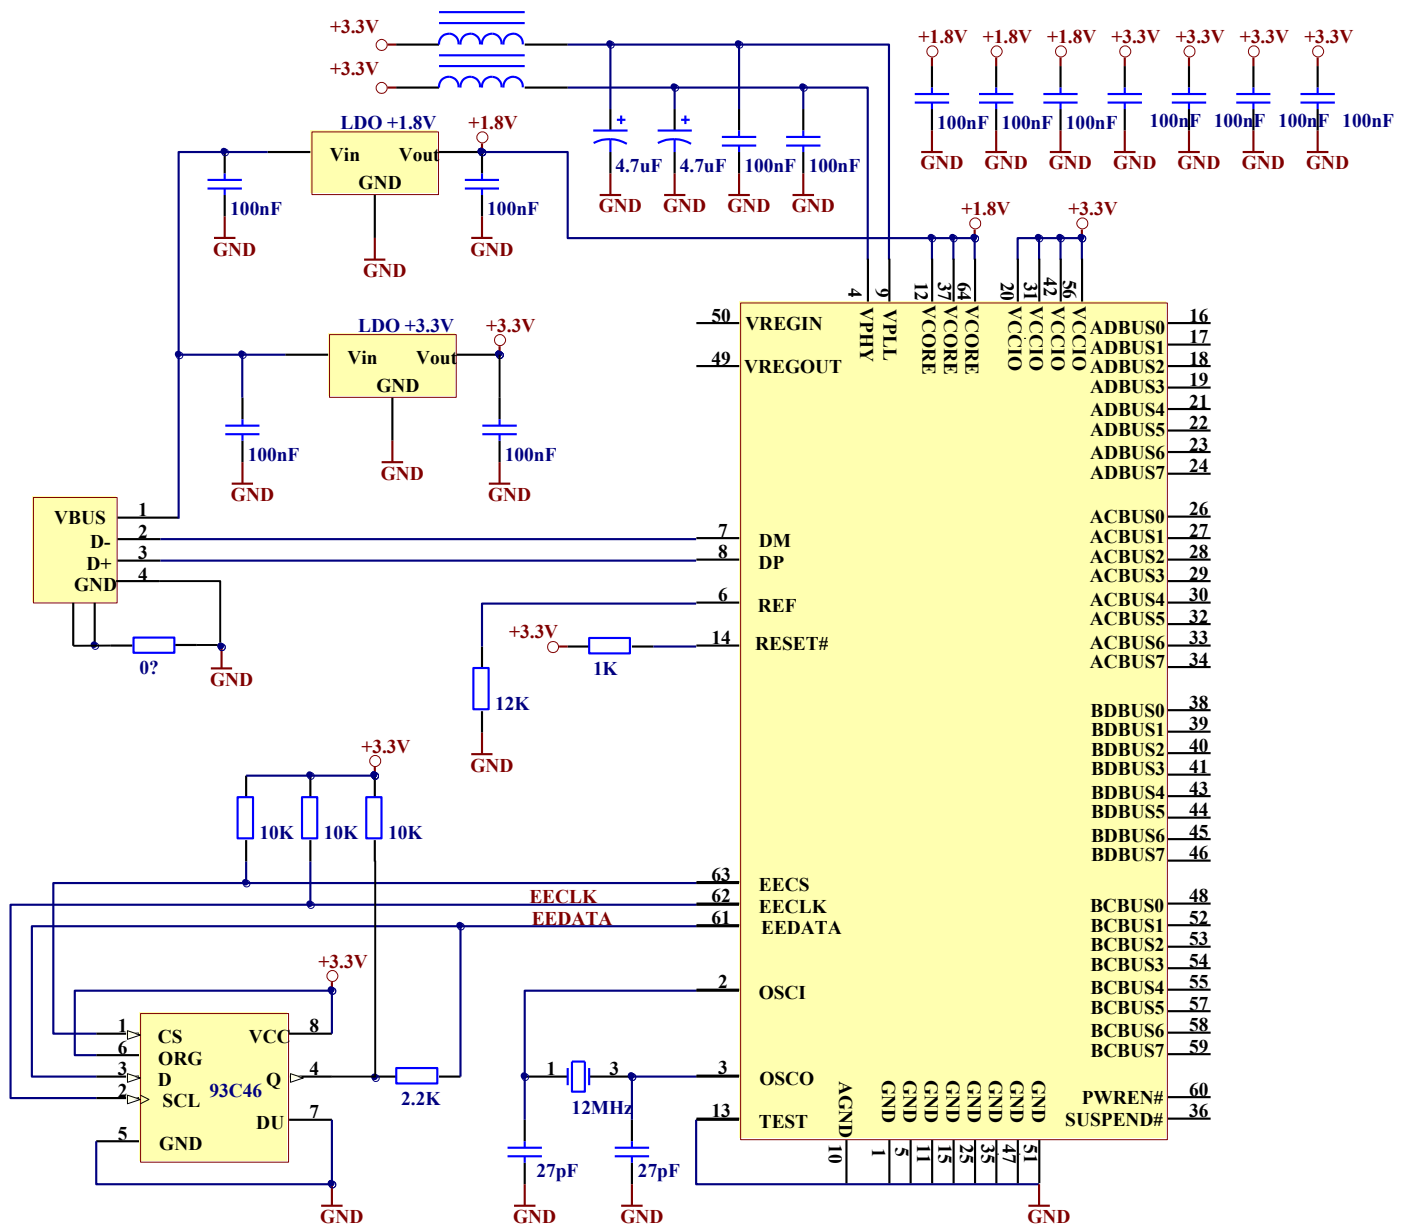 +3.3V
+3.3V
+1.8V +1.8V +1.8V +3.3V +3.3V +3.3V +3.3V
100nF 100nF 100nF 100nF 100nF 100nF 100nF
GND GND GND GND GND GND GND
LDO +1.8V
+1.8V
Vin Vout
GND
100nF 100nF
GND GND
GND
4.7uF 4.7uF 100nF 100nF
+ +
GND GND GND GND
+1.8V +3.3V
LDO +3.3V
+3.3V
Vin Vout
GND
100nF 100nF
GND
GND GND
4 9 12 37 64 20 31 42 56
VPHY VPLL VCORE VCORE VCORE VCCIO VCCIO VCCIO VCCIO
50 VREGIN
49 VREGOUT
ADBUS0 16
ADBUS1 17
ADBUS2 18
ADBUS3 19
ADBUS4 21
ADBUS5 22
ADBUS6 23
ADBUS7 24
VBUS 1
D- 2
D+ 3
GND 4
0?
GND
7 DM
8 DP
6 REF
+3.3V
1K
14 RESET#
12K
GND
ACBUS0 26
ACBUS1 27
ACBUS2 28
ACBUS3 29
ACBUS4 30
ACBUS5 32
ACBUS6 33
ACBUS7 34
BDBUS0 38
BDBUS1 39
BDBUS2 40
BDBUS3 41
BDBUS4 43
BDBUS5 44
BDBUS6 45
BDBUS7 46
+3.3V
10K 10K 10K
63 EECS
EECLK 62 EECLK
EEDATA 61 EEDATA
BCBUS0 48
BCBUS1 52
BCBUS2 53
BCBUS3 54
BCBUS4 55
BCBUS5 57
BCBUS6 58
BCBUS7 59
+3.3V
1 CS VCC 8
6 ORG
3 D Q 4
2 SCL
93C46
DU 7
5 GND
2.2K
GND
2 OSCI
1 3
12MHz
3 OSCO
13 TEST
27pF 27pF
GND GND
PWREN# 60
SUSPEND# 36
AGND GND GND GND GND GND GND GND GND
10 1 5 11 15 25 35 47 51
GND